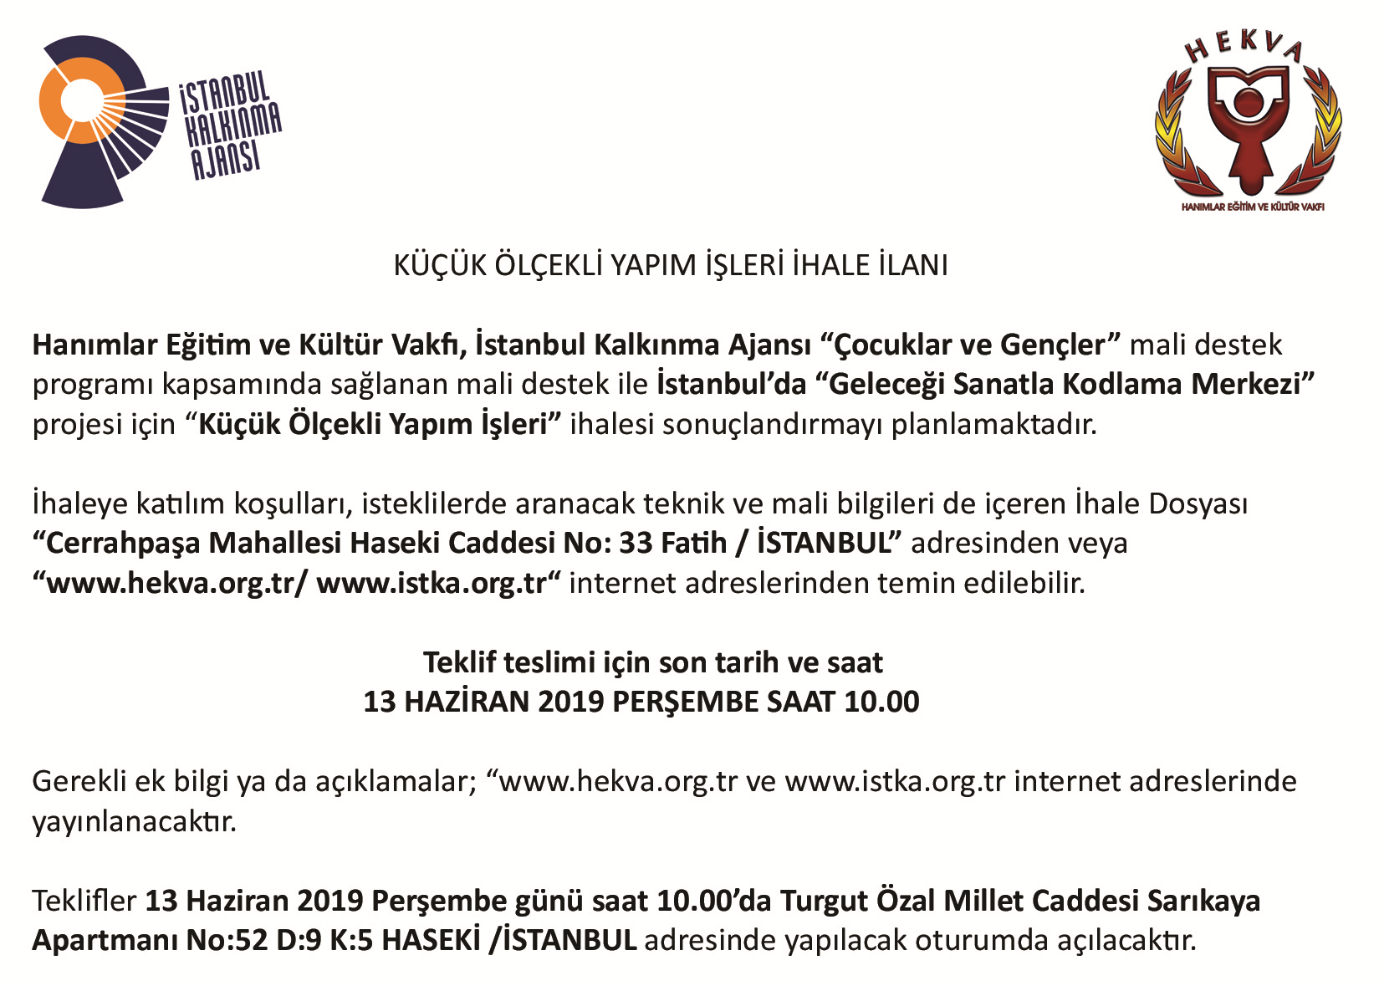 İSTANBUL
KALKINMA
AJANSI
HEKVA
HANIMLAR EĞİTİM VE KÜLTÜR VAKFI
KÜÇÜK ÖLÇEKLİ YAPIM İŞLERİ İHALE İLANI
Hanımlar Eğitim ve Kültür Vakfı, İstanbul Kalkınma Ajansı “Çocuklar ve Gençler” mali destek
programı kapsamında sağlanan mali destek ile İstanbul’da “Geleceği Sanatla Kodlama Merkezi”
projesi için “Küçük Ölçekli Yapım İşleri” ihalesi sonuçlandırmayı planlamaktadır.
İhaleye katılım koşulları, isteklilerde aranacak teknik ve mali bilgileri de içeren İhale Dosyası
“Cerrahpaşa Mahallesi Haseki Caddesi No: 33 Fatih / İSTANBUL” adresinden veya
“www.hekva.org.tr/ www.istka.org.tr“ internet adreslerinden temin edilebilir.
Teklif teslimi için son tarih ve saat
13 HAZİRAN 2019 PERŞEMBE SAAT 10.00
Gerekli ek bilgi ya da açıklamalar; “www.hekva.org.tr ve www.istka.org.tr internet adreslerinde
yayınlanacaktır.
Teklifler 13 Haziran 2019 Perşembe günü saat 10.00’da Turgut Özal Millet Caddesi Sarıkaya
Apartmanı No:52 D:9 K:5 HASEKİ /İSTANBUL adresinde yapılacak oturumda açılacaktır.